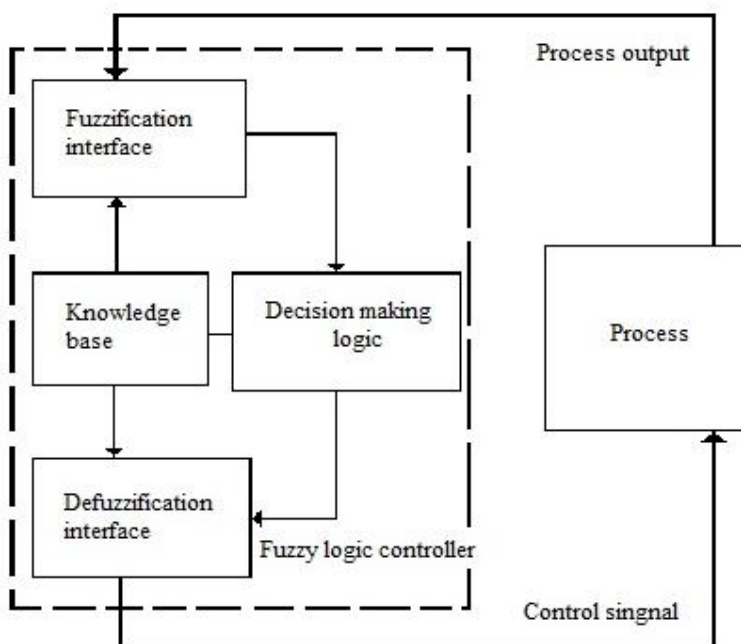 Process output
Fuzzification
interface
Knowledge
base
Decision making
logic
Process
Defuzzification
interface
Fuzzy logic controller
Control singnal